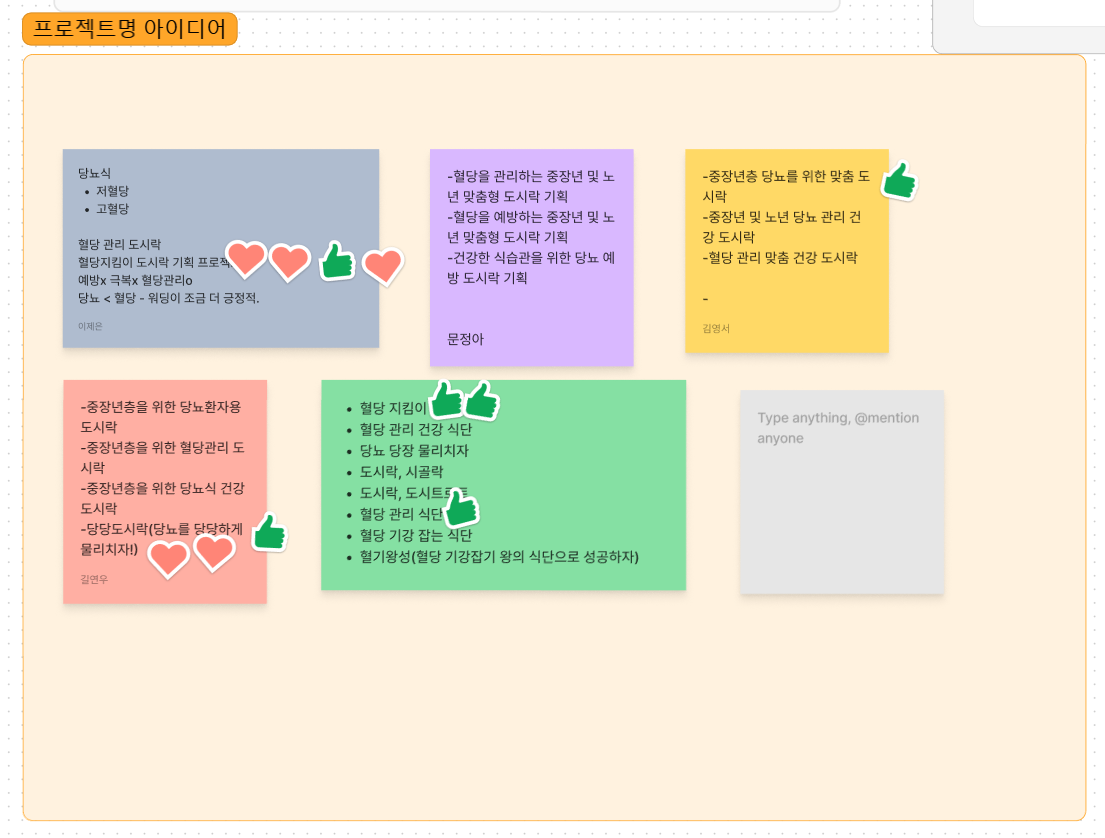 프로젝트명 아이디어
당뇨식
• 저혈당
• 고혈당
혈당 관리 도시락
혈당지킴이 도시락 기획
예방x 극복x 혈당관리o
당뇨 < 혈당 - 워딩이 조금 더 긍정적.
이제은
-혈당을 관리하는 중장년 및 노
년 맞춤형 도시락 기획
-혈당을 예방하는 중장년 및 노
년 맞춤형 도시락 기획
-건강한 식습관을 위한 당뇨 예
방 도시락 기획
문정아
-중장년층 당뇨를 위한 맞춤 도
시락
-중장년 및 노년 당뇨 관리 건
강 도시락
-혈당 관리 맞춤 건강 도시락
-
김영서
-중장년층을 위한 당뇨환자용
도시락
-중장년층을 위한 혈당관리 도
시락
-중장년층을 위한 당뇨식 건강
도시락
-당당도시락(당뇨를 당당하게
물리치자!)
길연우
• 혈당 지킴이
• 혈당 관리 건강 식단
• 당뇨 당장 물리치자
• 도시락, 시골락
• 도시락, 도시트로트
• 혈당 관리 식단
• 혈당 기강 잡는 식단
• 혈기왕성(혈당 기강잡기 왕의 식단으로 성공하자)
Type anything, @mention
anyone